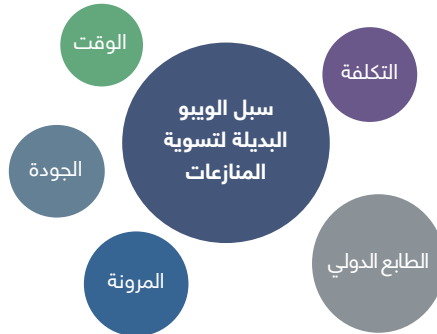 الوقت
التكلفة
سبل الويبو
البديلة لتسوية
المنازعات
الجودة
الطابع الدولي
المرونة